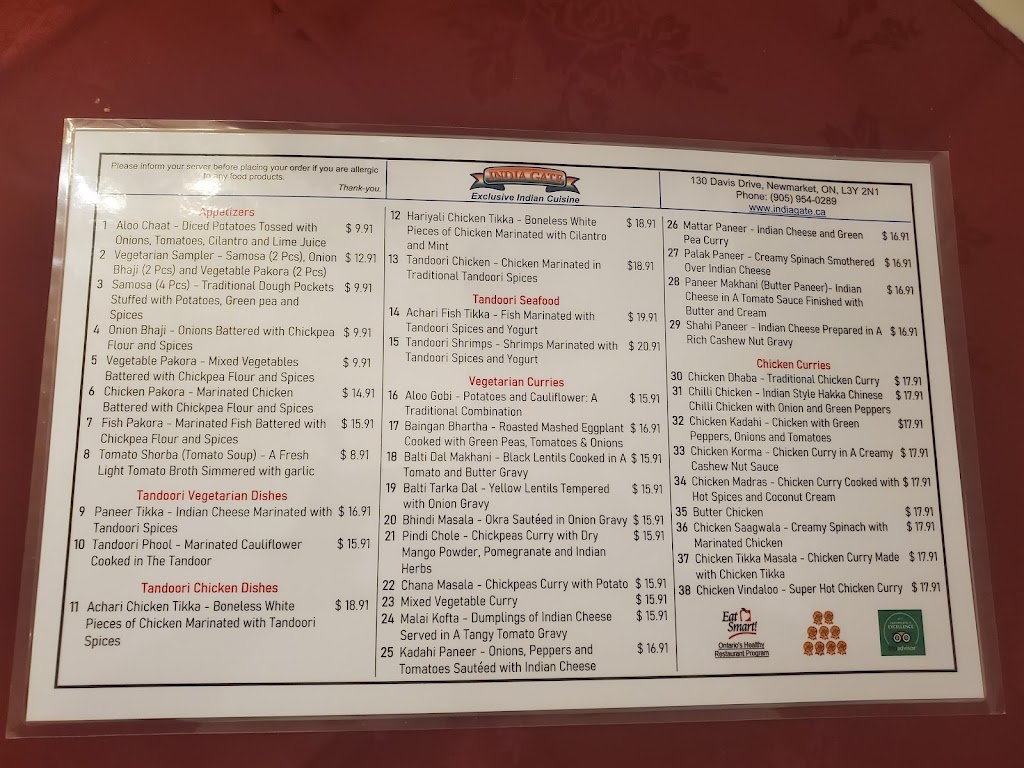 Please inform your server before placing your order if you are allergic
to any food products.
Thank-you.
INDIA GATE
Exclusive Indian Cuisine
130 Davis Drive, Newmarket, ON, L3Y 2N1
Phone: (905) 954-0289
www.indiagate.ca
Appetizers
1 Aloo Chaat - Diced Potatoes Tossed with $ 9.91
Onions, Tomatoes, Cilantro and Lime Juice
2 Vegetarian Sampler - Samosa (2 Pcs), Onion $ 12.91
Bhaji (2 Pcs) and Vegetable Pakora (2 Pcs)
3 Samosa (4 Pcs) - Traditional Dough Pockets $ 9.91
Stuffed with Potatoes, Green pea and
Spices
4 Onion Bhaji - Onions Battered with Chickpea $ 9.91
Flour and Spices
5 Vegetable Pakora - Mixed Vegetables $ 9.91
Battered with Chickpea Flour and Spices
6 Chicken Pakora - Marinated Chicken $ 14.91
Battered with Chickpea Flour and Spices
7 Fish Pakora - Marinated Fish Battered with $ 15.91
Chickpea Flour and Spices
8 Tomato Shorba (Tomato Soup) - A Fresh $ 8.91
Light Tomato Broth Simmered with garlic
Tandoori Vegetarian Dishes
9 Paneer Tikka - Indian Cheese Marinated with $ 16.91
Tandoori Spices
10 Tandoori Phool - Marinated Cauliflower $ 15.91
Cooked in The Tandoor
Tandoori Chicken Dishes
11 Achari Chicken Tikka - Boneless White $ 18.91
Pieces of Chicken Marinated with Tandoori
Spices
12 Hariyali Chicken Tikka - Boneless White $ 18.91
Pieces of Chicken Marinated with Cilantro
and Mint
13 Tandoori Chicken - Chicken Marinated in $18.91
Traditional Tandoori Spices
Tandoori Seafood
14 Achari Fish Tikka - Fish Marinated with $ 19.91
Tandoori Spices and Yogurt
15 Tandoori Shrimps - Shrimps Marinated with $ 20.91
Tandoori Spices and Yogurt
Vegetarian Curries
16 Aloo Gobi - Potatoes and Cauliflower: A $ 15.91
Traditional Combination
17 Baingan Bhartha - Roasted Mashed Eggplant $ 16.91
Cooked with Green Peas, Tomatoes & Onions
18 Balti Dal Makhani - Black Lentils Cooked in A $ 15.91
Tomato and Butter Gravy
19 Balti Tarka Dal - Yellow Lentils Tempered $ 15.91
with Onion Gravy
20 Bhindi Masala - Okra Sautéed in Onion Gravy $ 15.91
21 Pindi Chole - Chickpeas Curry with Dry $ 15.91
Mango Powder, Pomegranate and Indian
Herbs
22 Chana Masala - Chickpeas Curry with Potato $ 15.91
23 Mixed Vegetable Curry $ 15.91
24 Malai Kofta - Dumplings of Indian Cheese $ 15.91
Served in A Tangy Tomato Gravy
25 Kadahi Paneer - Onions, Peppers and $ 16.91
Tomatoes Sautéed with Indian Cheese
26 Mattar Paneer - Indian Cheese and Green $ 16.91
Pea Curry
27 Palak Paneer - Creamy Spinach Smothered $ 16.91
Over Indian Cheese
28 Paneer Makhani (Butter Paneer)- Indian $ 16.91
Cheese in A Tomato Sauce Finished with
Butter and Cream
29 Shahi Paneer - Indian Cheese Prepared in A $ 16.91
Rich Cashew Nut Gravy
Chicken Curries
30 Chicken Dhaba - Traditional Chicken Curry $ 17.91
31 Chilli Chicken - Indian Style Hakka Chinese $ 17.91
Chilli Chicken with Onion and Green Peppers
32 Chicken Kadahi - Chicken with Green $17.91
Peppers, Onions and Tomatoes
33 Chicken Korma - Chicken Curry in A Creamy $ 17.91
Cashew Nut Sauce
34 Chicken Madras - Chicken Curry Cooked with $ 17.91
Hot Spices and Coconut Cream
35 Butter Chicken $ 17.91
36 Chicken Saagwala - Creamy Spinach with $ 17.91
Marinated Chicken
37 Chicken Tikka Masala - Chicken Curry Made $ 17.91
with Chicken Tikka
38 Chicken Vindaloo - Super Hot Chicken Curry $ 17.91
Eat
Smart!
Ontario's Healthy
Restaurant Program
EXCELLENCE